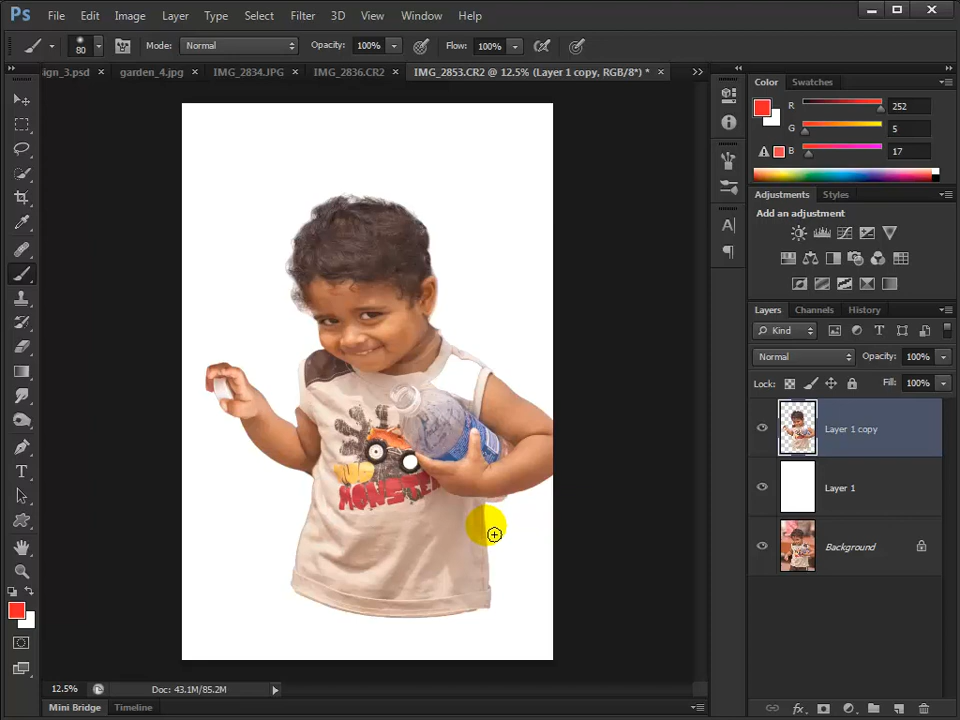 Ps File Edit Image Layer Type Select Filter 3D View Window Help
80 Mode: Normal Opacity: 100% Flow: 100%
ign_3.psd × garden_4.jpg × IMG_2834.JPG × IMG_2836.CR2 × IMG_2853.CR2 @ 12.5% (Layer 1 copy, RGB/8*) * ×
Color Swatches
R 252
G 5
B 17
Adjustments Styles
Add an adjustment
Layers Channels History
Kind
Normal Opacity: 100%
Lock: Fill: 100%
Layer 1 copy
Layer 1
Background
MONSTER
12.5% Doc: 43.1M/85.2M
Mini Bridge Timeline